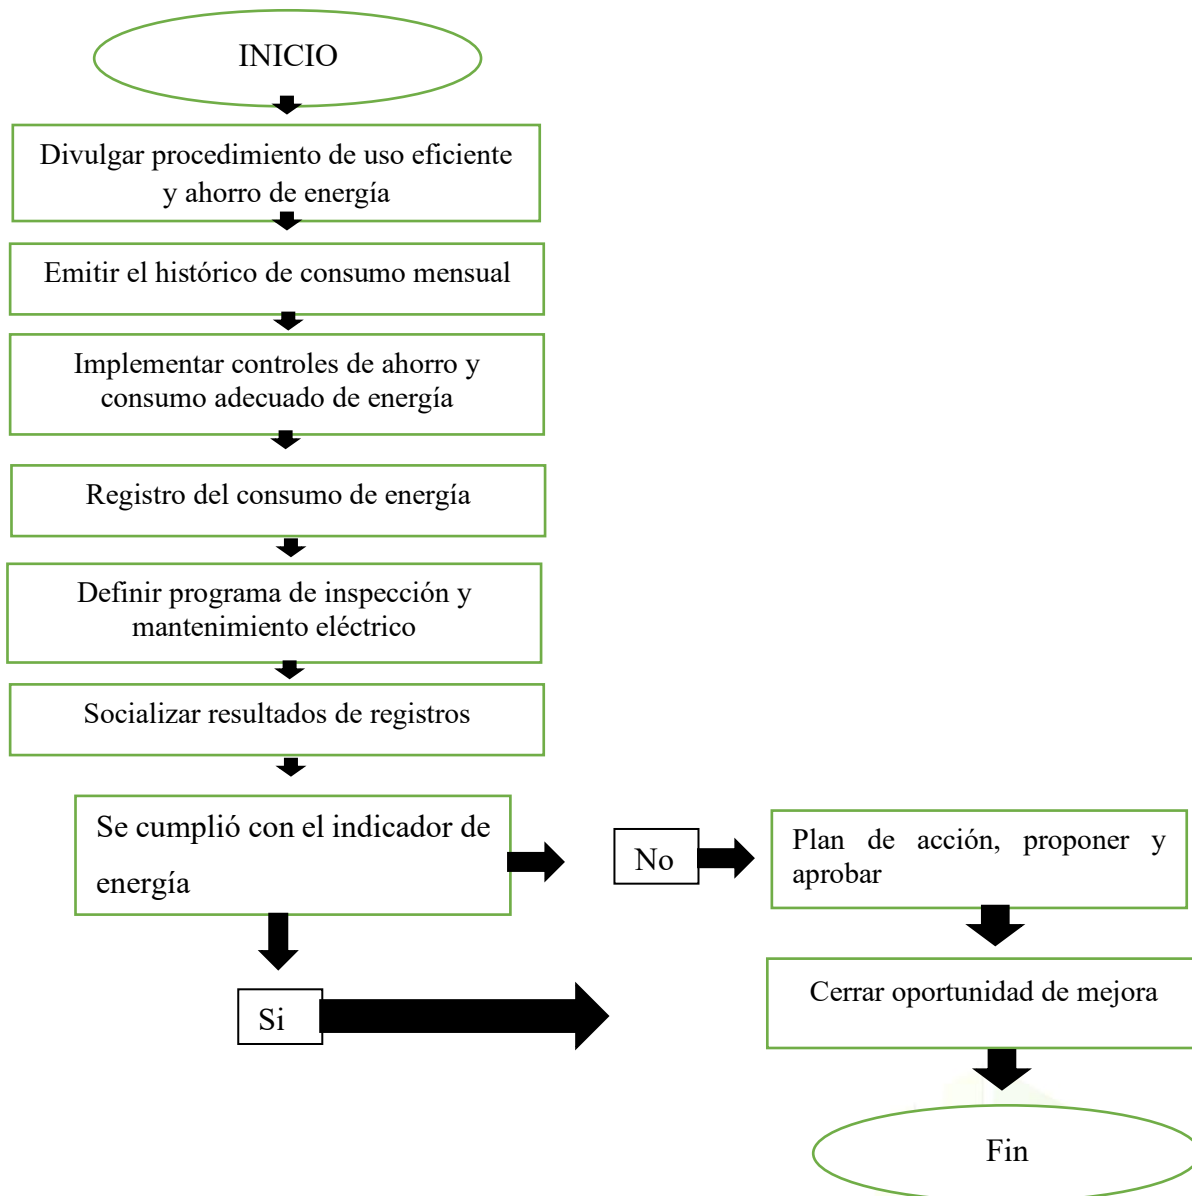 INICIO
Divulgar procedimiento de uso eficiente
y ahorro de energía
Emitir el histórico de consumo mensual
Implementar controles de ahorro y
consumo adecuado de energía
Registro del consumo de energía
Definir programa de inspección y
mantenimiento eléctrico
Socializar resultados de registros
Se cumplió con el indicador de
energía
No
Plan de acción, proponer y
aprobar
Si
Cerrar oportunidad de mejora
Fin